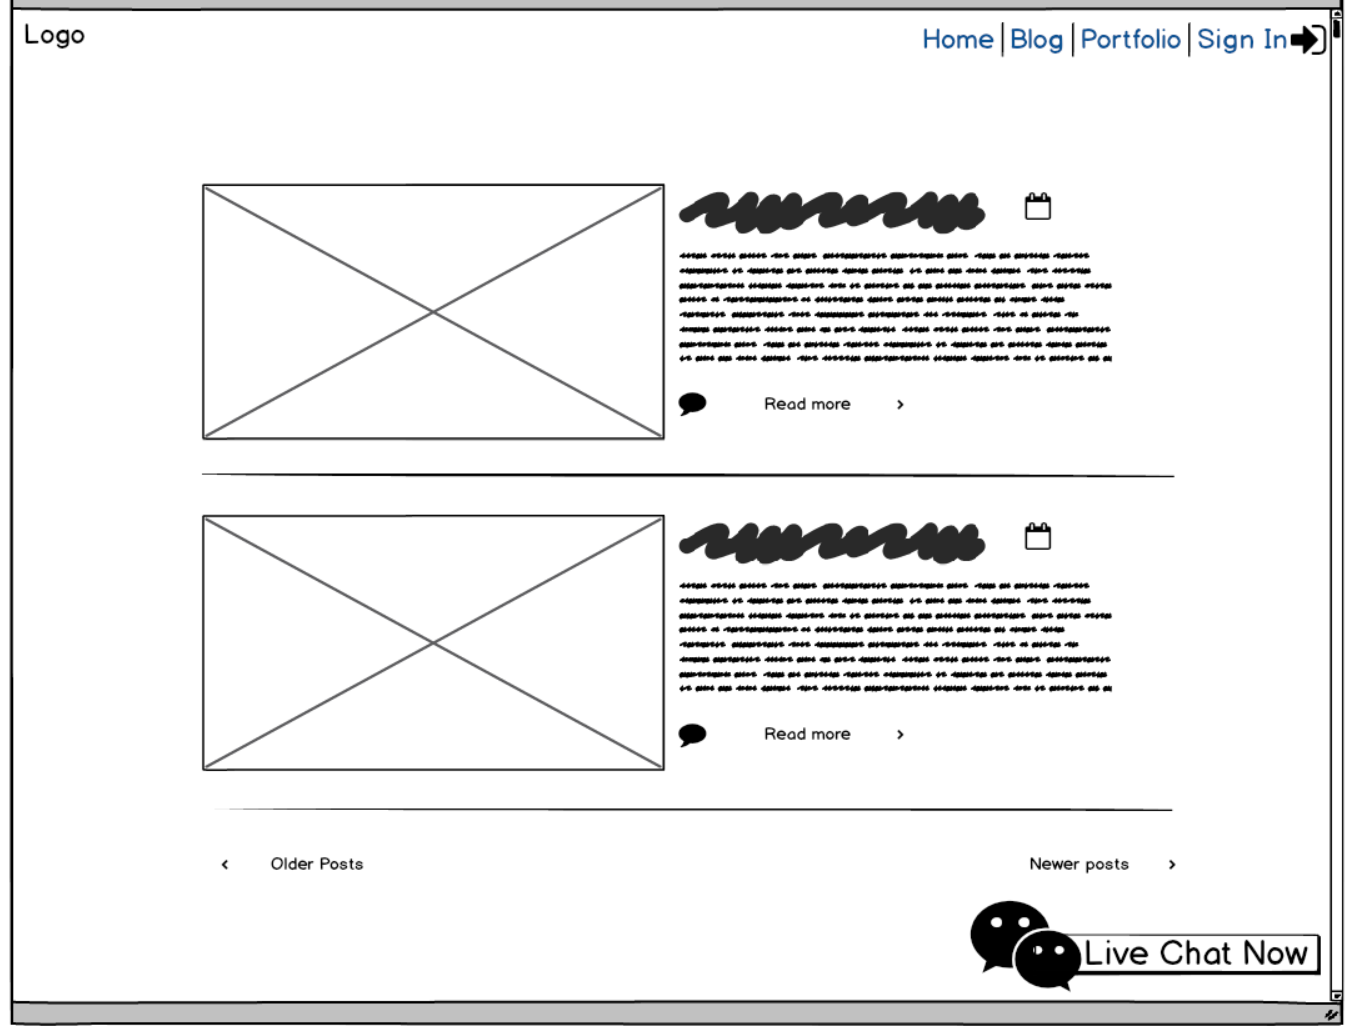 Logo
Home Blog Portfolio Sign In
Read more
Read more
Older Posts
Newer posts
Live Chat Now